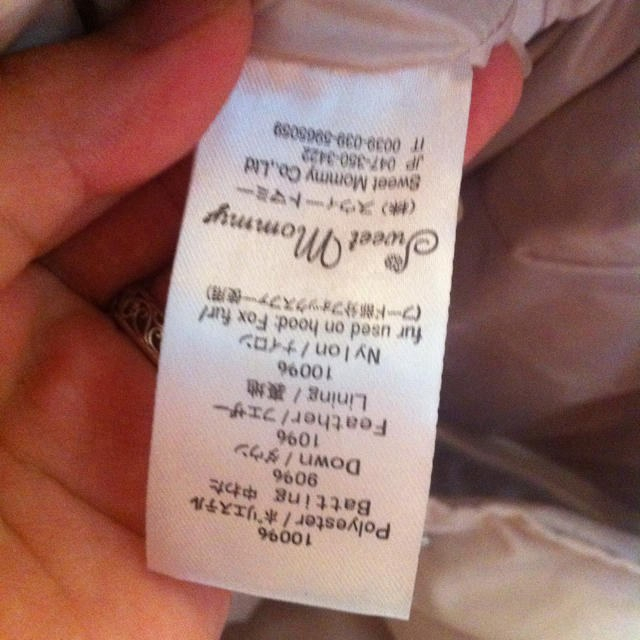 100%
Polyester/ポリエステル
Batting 中わた
90%
Down/ダウン
10%
Feather/フェザー
Lining/裏地
100%
Nylon/ナイロン
fur used on hood: Fox fur/
(フード部分フォックスファー使用)
Sweet Mommy
(株)スウィートマミー
Sweet Mommy Co.,Ltd
JP 047-350-3422
IT 0039-039-5965059